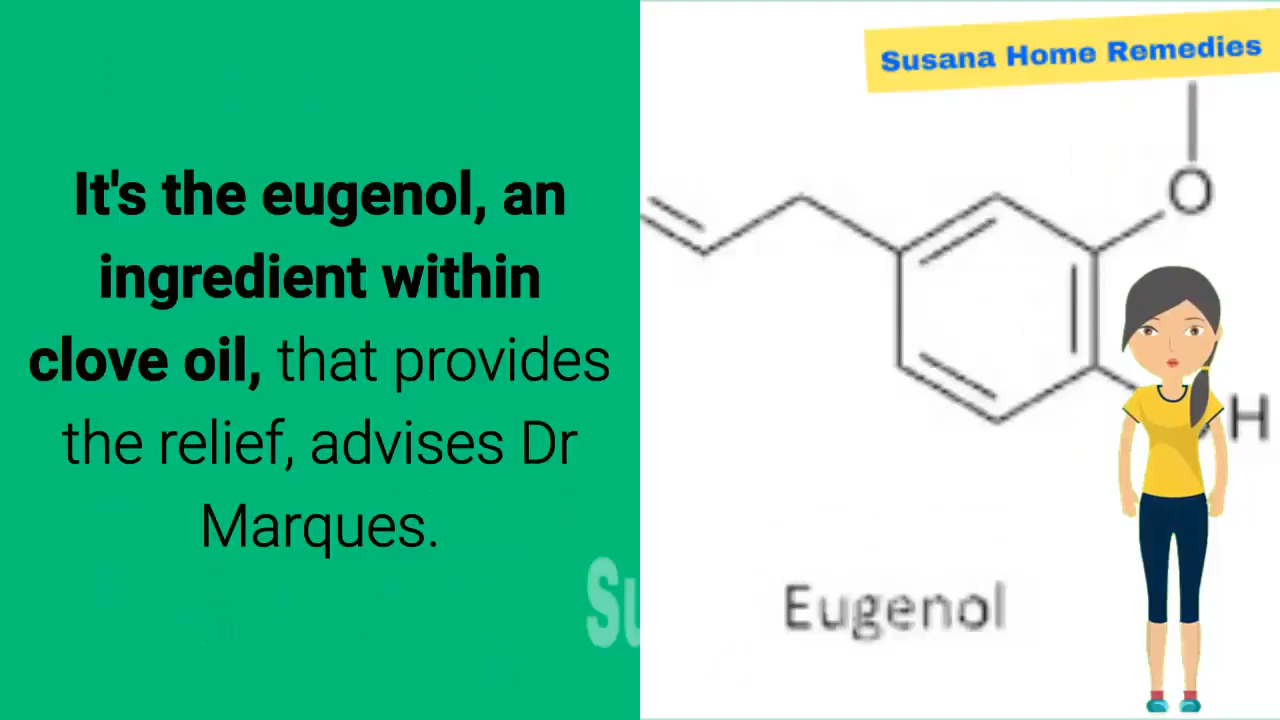 Susana Home Remedies
It's the eugenol, an
ingredient within
clove oil, that provides
the relief, advises Dr
Marques.
O
H
Eugenol
Su